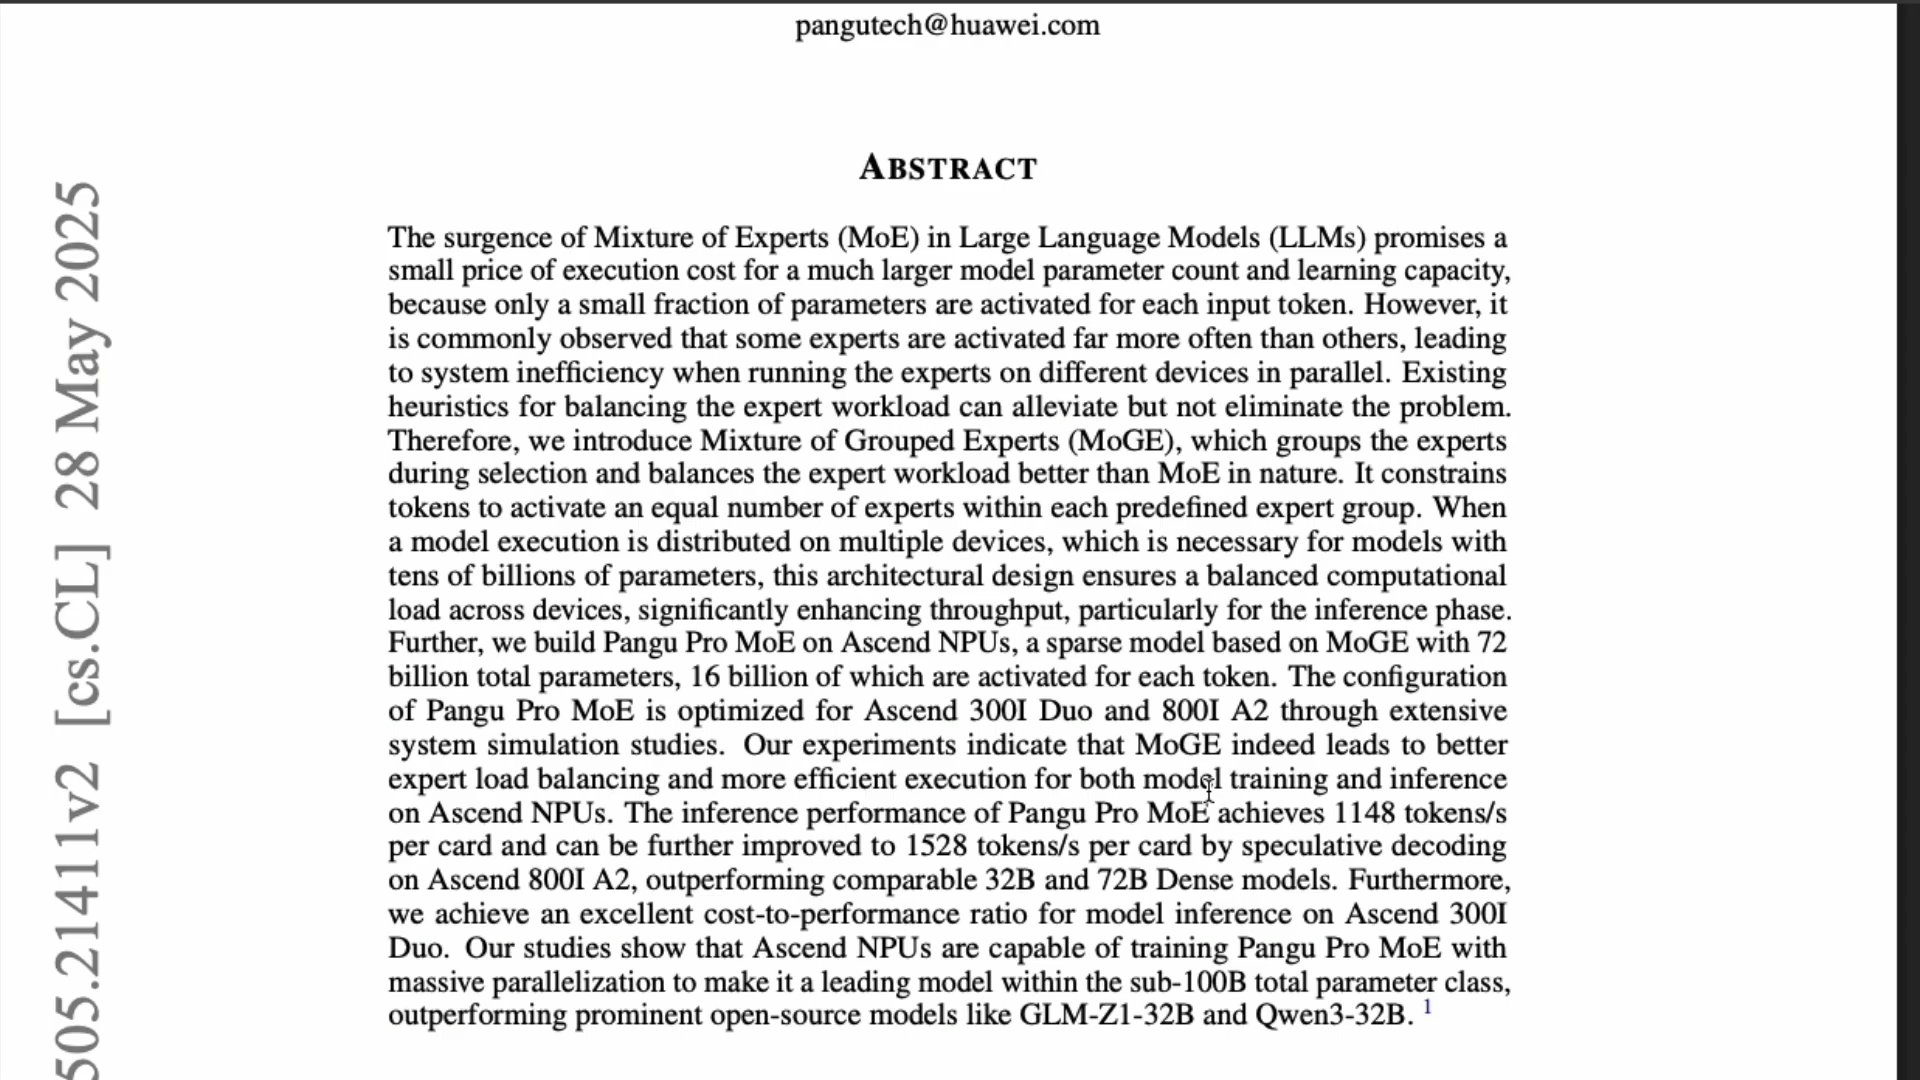 pangutech@huawei.com
ABSTRACT
The surgence of Mixture of Experts (MoE) in Large Language Models (LLMs) promises a
small price of execution cost for a much larger model parameter count and learning capacity,
because only a small fraction of parameters are activated for each input token. However, it
is commonly observed that some experts are activated far more often than others, leading
to system inefficiency when running the experts on different devices in parallel. Existing
heuristics for balancing the expert workload can alleviate but not eliminate the problem.
Therefore, we introduce Mixture of Grouped Experts (MoGE), which groups the experts
during selection and balances the expert workload better than MoE in nature. It constrains
tokens to activate an equal number of experts within each predefined expert group. When
a model execution is distributed on multiple devices, which is necessary for models with
tens of billions of parameters, this architectural design ensures a balanced computational
load across devices, significantly enhancing throughput, particularly for the inference phase.
Further, we build Pangu Pro MoE on Ascend NPUs, a sparse model based on MoGE with 72
billion total parameters, 16 billion of which are activated for each token. The configuration
of Pangu Pro MoE is optimized for Ascend 300I Duo and 800I A2 through extensive
system simulation studies. Our experiments indicate that MoGE indeed leads to better
expert load balancing and more efficient execution for both model training and inference
on Ascend NPUs. The inference performance of Pangu Pro MoE achieves 1148 tokens/s
per card and can be further improved to 1528 tokens/s per card by speculative decoding
on Ascend 800I A2, outperforming comparable 32B and 72B Dense models. Furthermore,
we achieve an excellent cost-to-performance ratio for model inference on Ascend 300I
Duo. Our studies show that Ascend NPUs are capable of training Pangu Pro MoE with
massive parallelization to make it a leading model within the sub-100B total parameter class,
outperforming prominent open-source models like GLM-Z1-32B and Qwen3-32B. 1
505.21411v2 [cs.CL] 28 May 2025